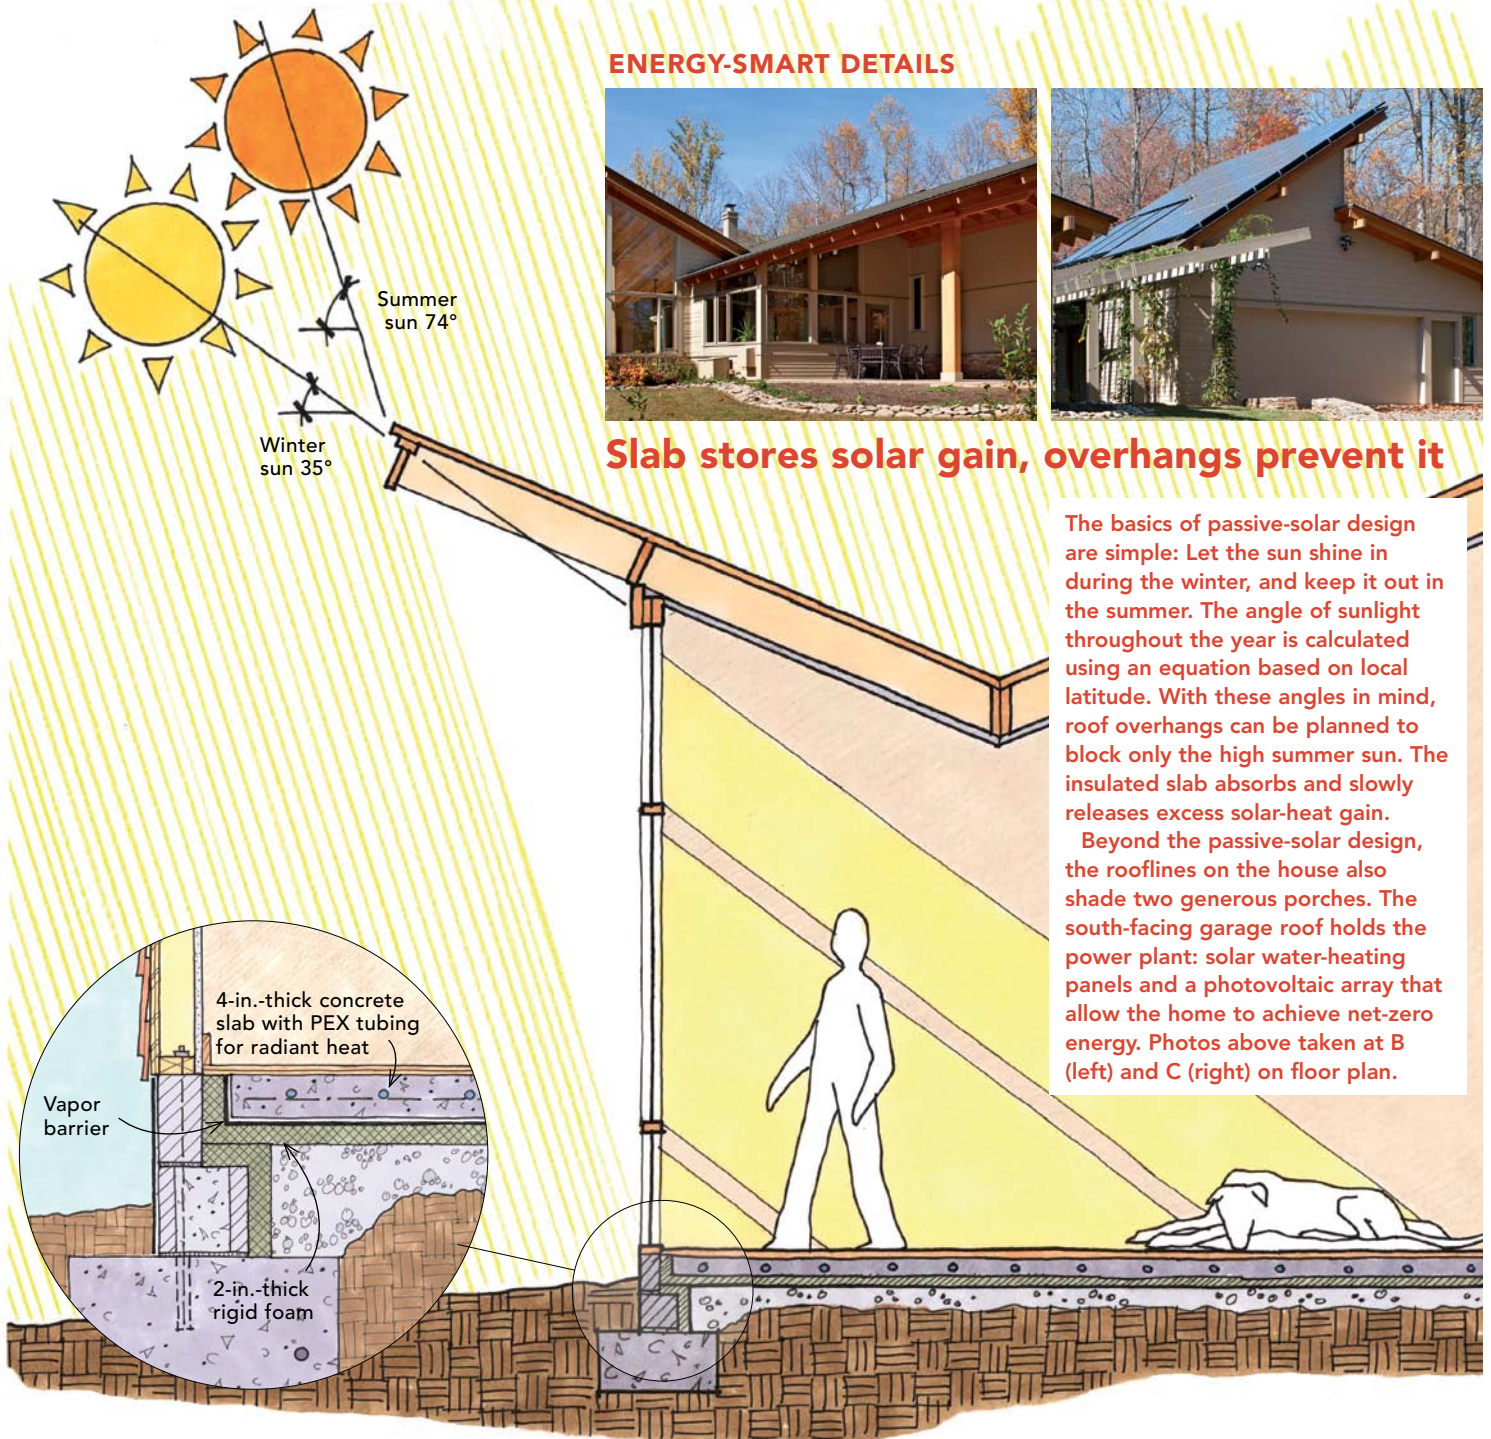 ENERGY-SMART DETAILS
Summer
sun 74°
Winter
sun 35°
Slab stores solar gain, overhangs prevent it
The basics of passive-solar design
are simple: Let the sun shine in
during the winter, and keep it out in
the summer. The angle of sunlight
throughout the year is calculated
using an equation based on local
latitude. With these angles in mind,
roof overhangs can be planned to
block only the high summer sun. The
insulated slab absorbs and slowly
releases excess solar-heat gain.
Beyond the passive-solar design,
the rooflines on the house also
shade two generous porches. The
south-facing garage roof holds the
power plant: solar water-heating
panels and a photovoltaic array that
allow the home to achieve net-zero
energy. Photos above taken at B
(left) and C (right) on floor plan.
4-in.-thick concrete
slab with PEX tubing
for radiant heat
Vapor
barrier
2-in.-thick
rigid foam